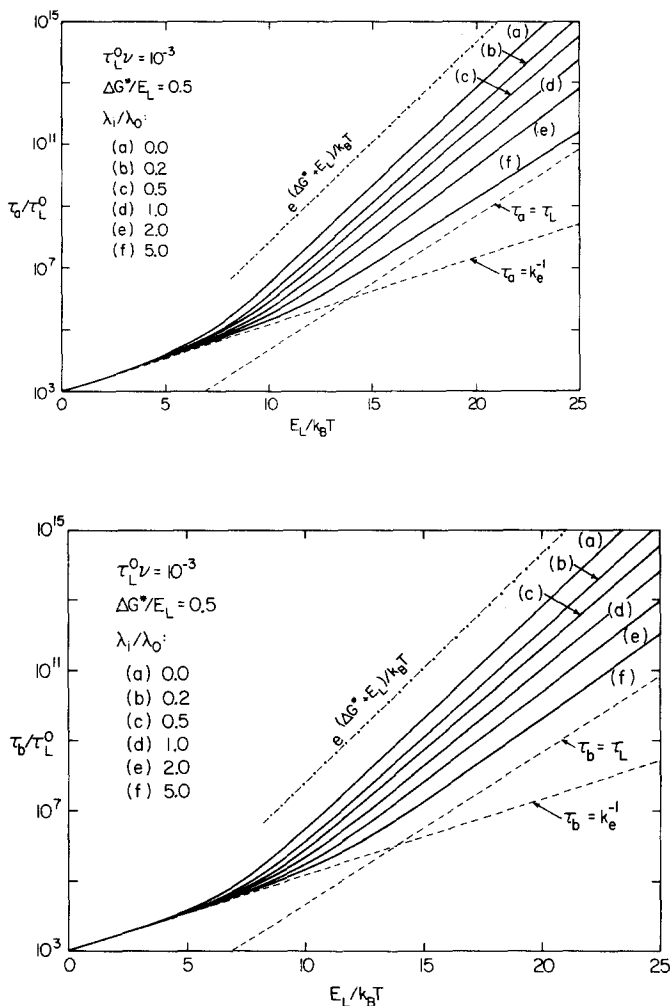 10^15
τ_L^0 ν = 10^-3
ΔG*/E_L = 0.5
λ_i/λ_0:
(a) 0.0
(b) 0.2
(c) 0.5
(d) 1.0
(e) 2.0
(f) 5.0
e^(ΔG* + E_L)/k_BT
(a)
(b)
(c)
(d)
(e)
(f)
τ_a = τ_L
τ_a = k_e^-1
10^11
τ_a/τ_L^0
10^7
10^3
0 5 10 15 20 25
E_L/k_BT
10^15
τ_L^0 ν = 10^-3
ΔG*/E_L = 0.5
λ_i/λ_0:
(a) 0.0
(b) 0.2
(c) 0.5
(d) 1.0
(e) 2.0
(f) 5.0
e^(ΔG* + E_L)/k_BT
(a)
(b)
(c)
(d)
(e)
(f)
τ_b = τ_L
τ_b = k_e^-1
10^11
τ_b/τ_L^0
10^7
10^3
0 5 10 15 20 25
E_L/k_BT